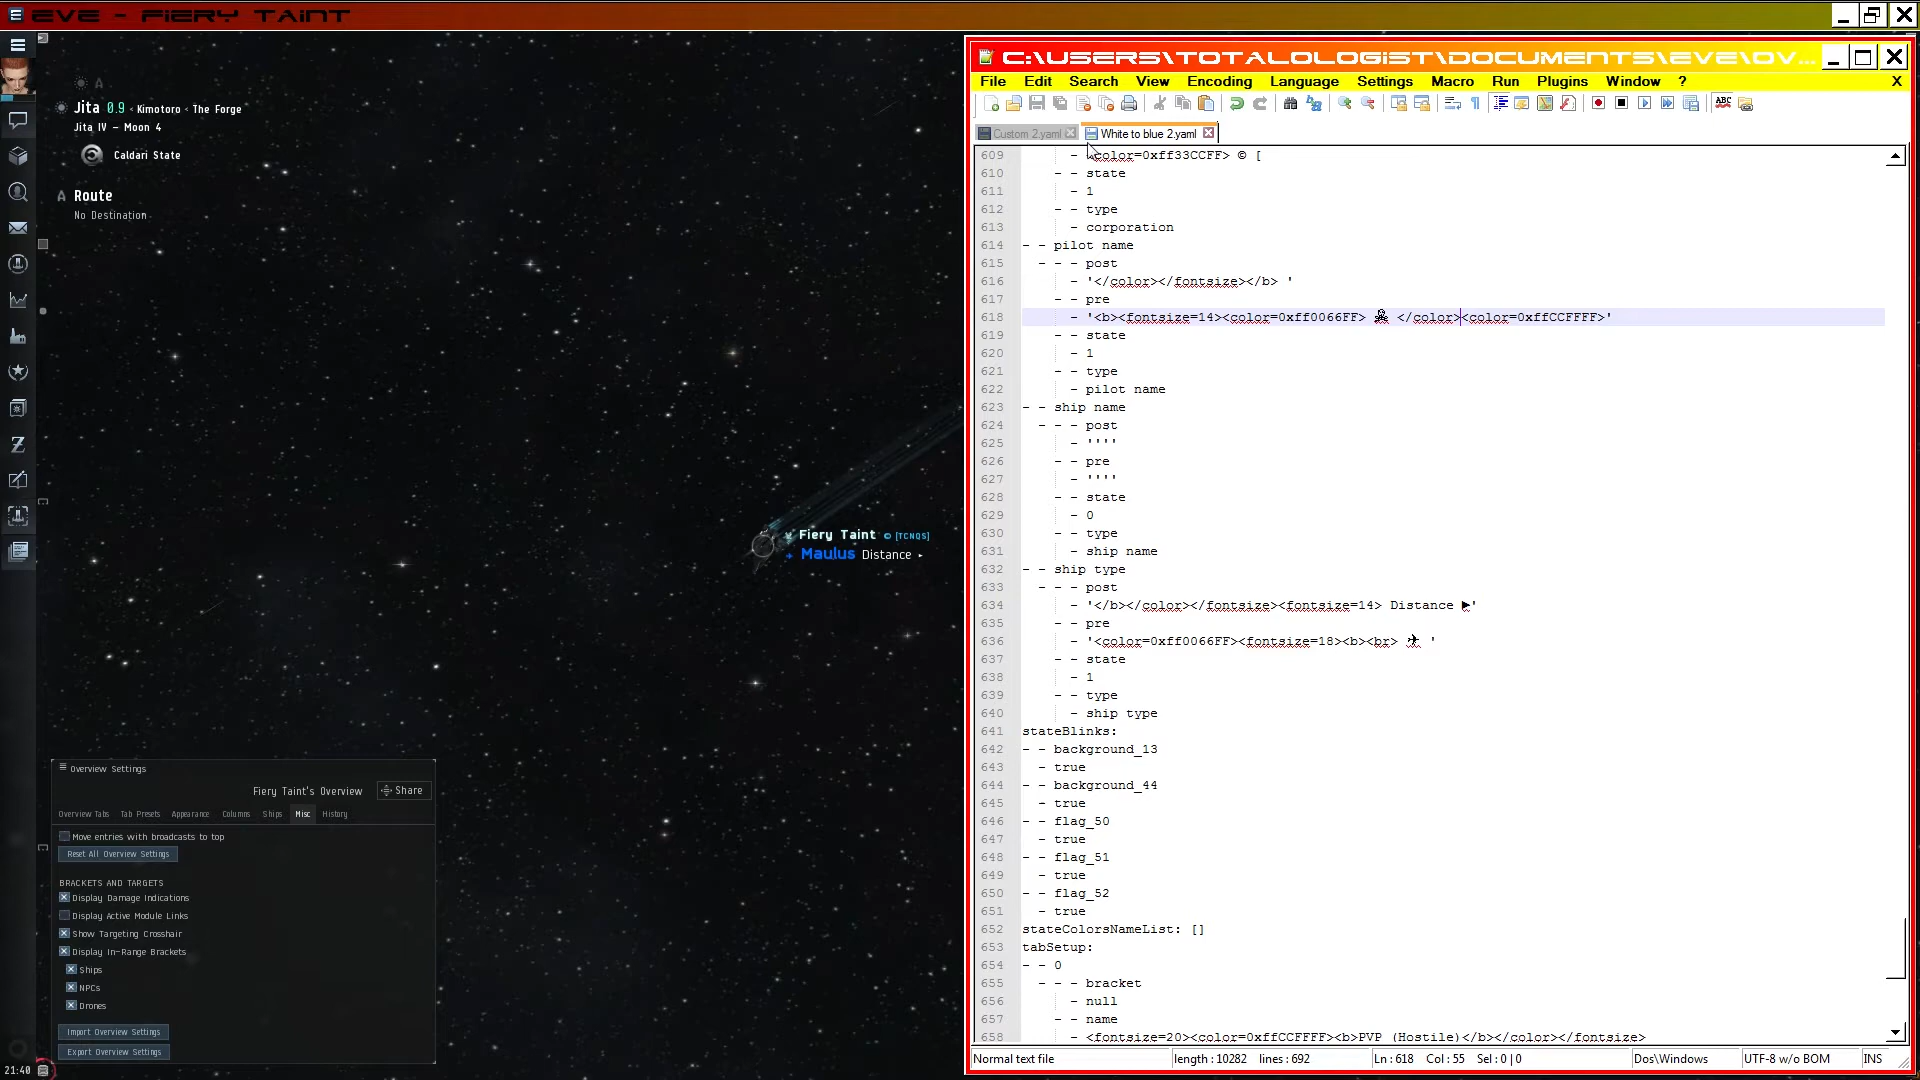 EVE - Fiery Taint
A
Jita 0.9 ‹ Kimotoro ‹ The Forge
Jita IV – Moon 4
Caldari State
A Route
No Destination
Fiery Taint © [TCNQS]
Maulus Distance ▸
Overview Settings
Fiery Taint's Overview
Share
Overview Tabs Tab Presets Appearance Columns Ships Misc History
Move entries with broadcasts to top
Reset All Overview Settings
BRACKETS AND TARGETS
Display Damage Indications
Display Active Module Links
Show Targeting Crosshair
Display In-Range Brackets
Ships
NPCs
Drones
Import Overview Settings
Export Overview Settings
21:40
C:\USERS\TOTALOLOGIST\DOCUMENTS\EVE\OV...
File Edit Search View Encoding Language Settings Macro Run Plugins Window ? X
Custom 2.yaml White to blue 2.yaml
609 - <color=0xff33CCFF> © [
610 - - state
611 - 1
612 - - type
613 - corporation
614 - - pilot name
615 - - - post
616 - '</color></fontsize></b> '
617 - - pre
618 - '<b><fontsize=14><color=0xff0066FF> ☠ </color><color=0xffCCFFFF>'
619 - - state
620 - 1
621 - - type
622 - pilot name
623 - - ship name
624 - - - post
625 - ''''
626 - - pre
627 - ''''
628 - - state
629 - 0
630 - - type
631 - ship name
632 - - ship type
633 - - - post
634 - '</b></color></fontsize><fontsize=14> Distance ►'
635 - - pre
636 - '<color=0xff0066FF><fontsize=18><b><br> ✈ '
637 - - state
638 - 1
639 - - type
640 - ship type
641 stateBlinks:
642 - - background_13
643 - true
644 - - background_44
645 - true
646 - - flag_50
647 - true
648 - - flag_51
649 - true
650 - - flag_52
651 - true
652 stateColorsNameList: []
653 tabSetup:
654 - - 0
655 - - - bracket
656 - null
657 - - name
658 - <fontsize=20><color=0xffCCFFFF><b>PVP (Hostile)</b></color></fontsize>
Normal text file length : 10282 lines : 692 Ln : 618 Col : 55 Sel : 0 | 0 Dos\Windows UTF-8 w/o BOM INS